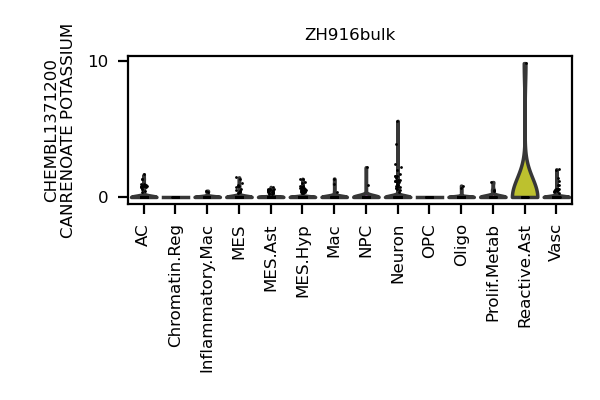 ZH916bulk
CHEMBL1371200
CANRENOATE POTASSIUM
10
0
AC
Chromatin.Reg
Inflammatory.Mac
MES
MES.Ast
MES.Hyp
Mac
NPC
Neuron
OPC
Oligo
Prolif.Metab
Reactive.Ast
Vasc